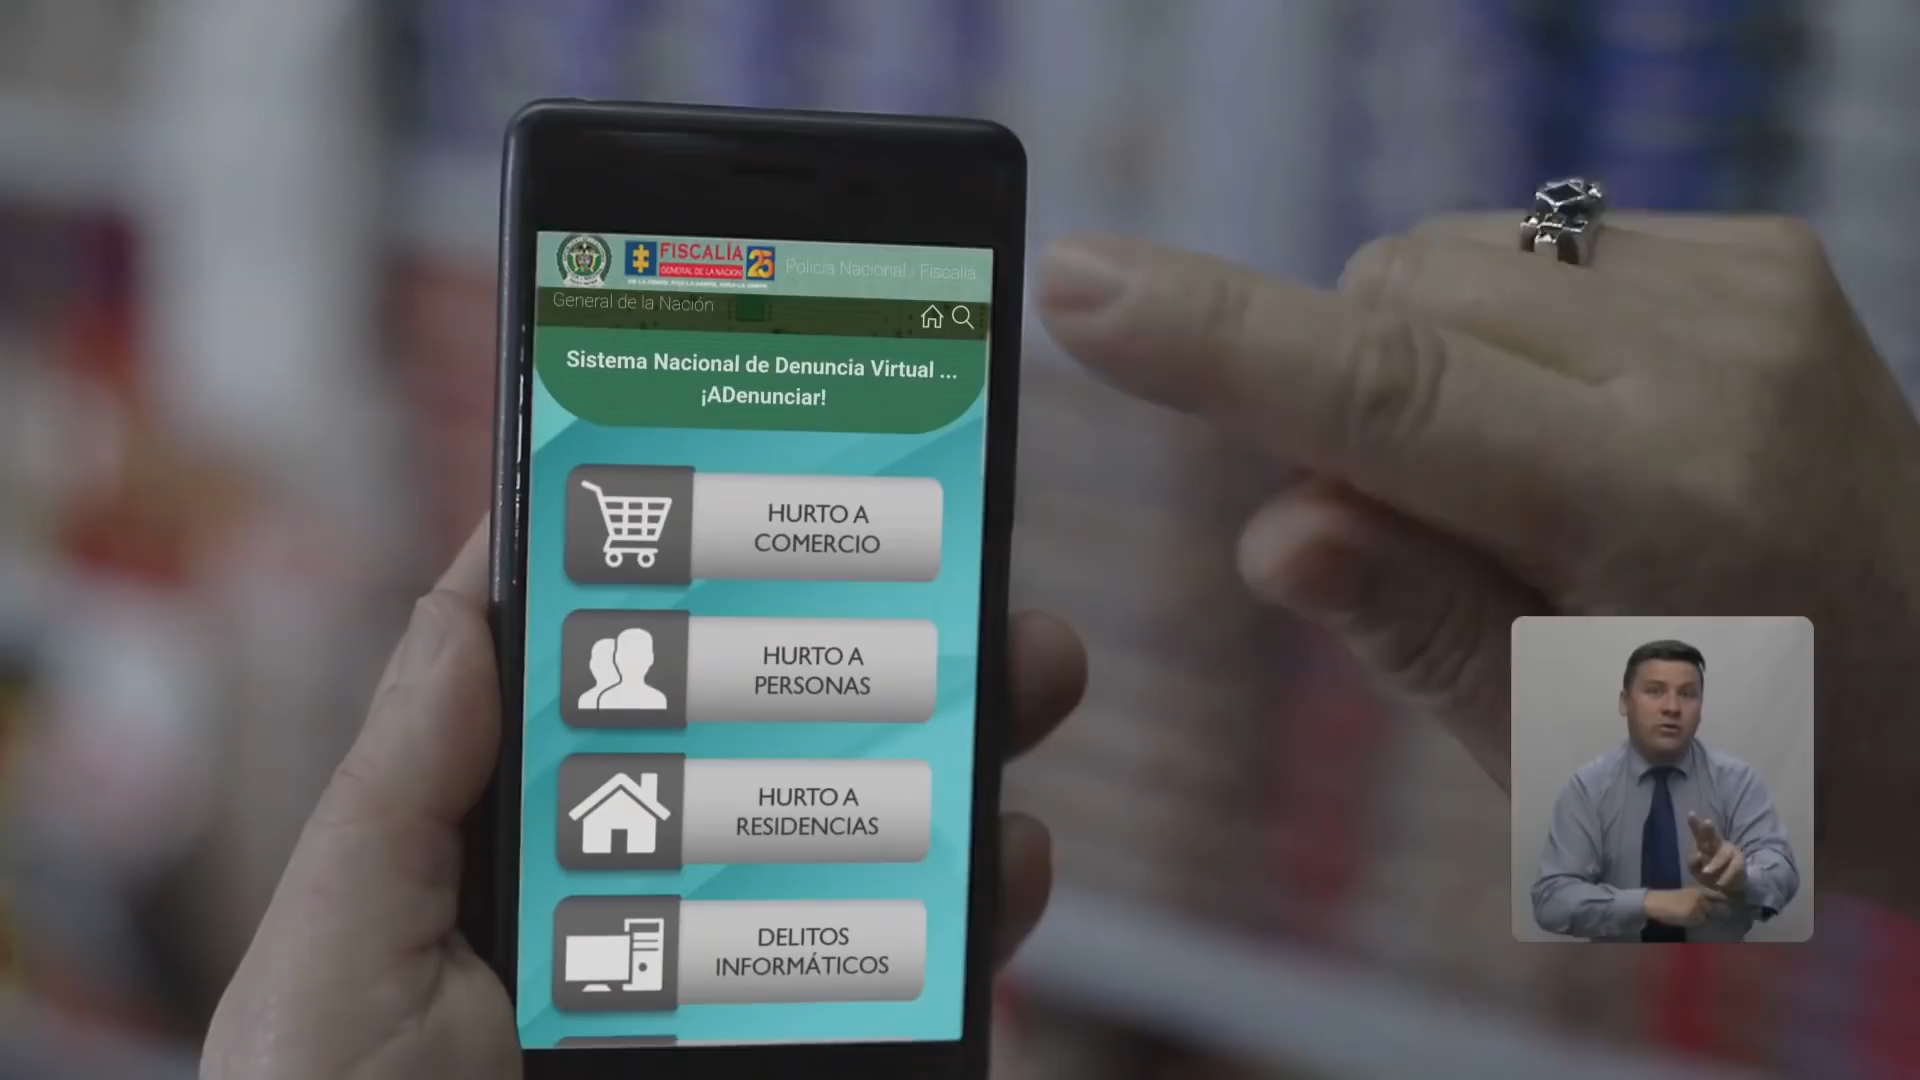 FISCALÍA
GENERAL DE LA NACIÓN
25
Policía Nacional - Fiscalía
General de la Nación
Sistema Nacional de Denuncia Virtual ...
¡ADenunciar!
HURTO A
COMERCIO
HURTO A
PERSONAS
HURTO A
RESIDENCIAS
DELITOS
INFORMÁTICOS